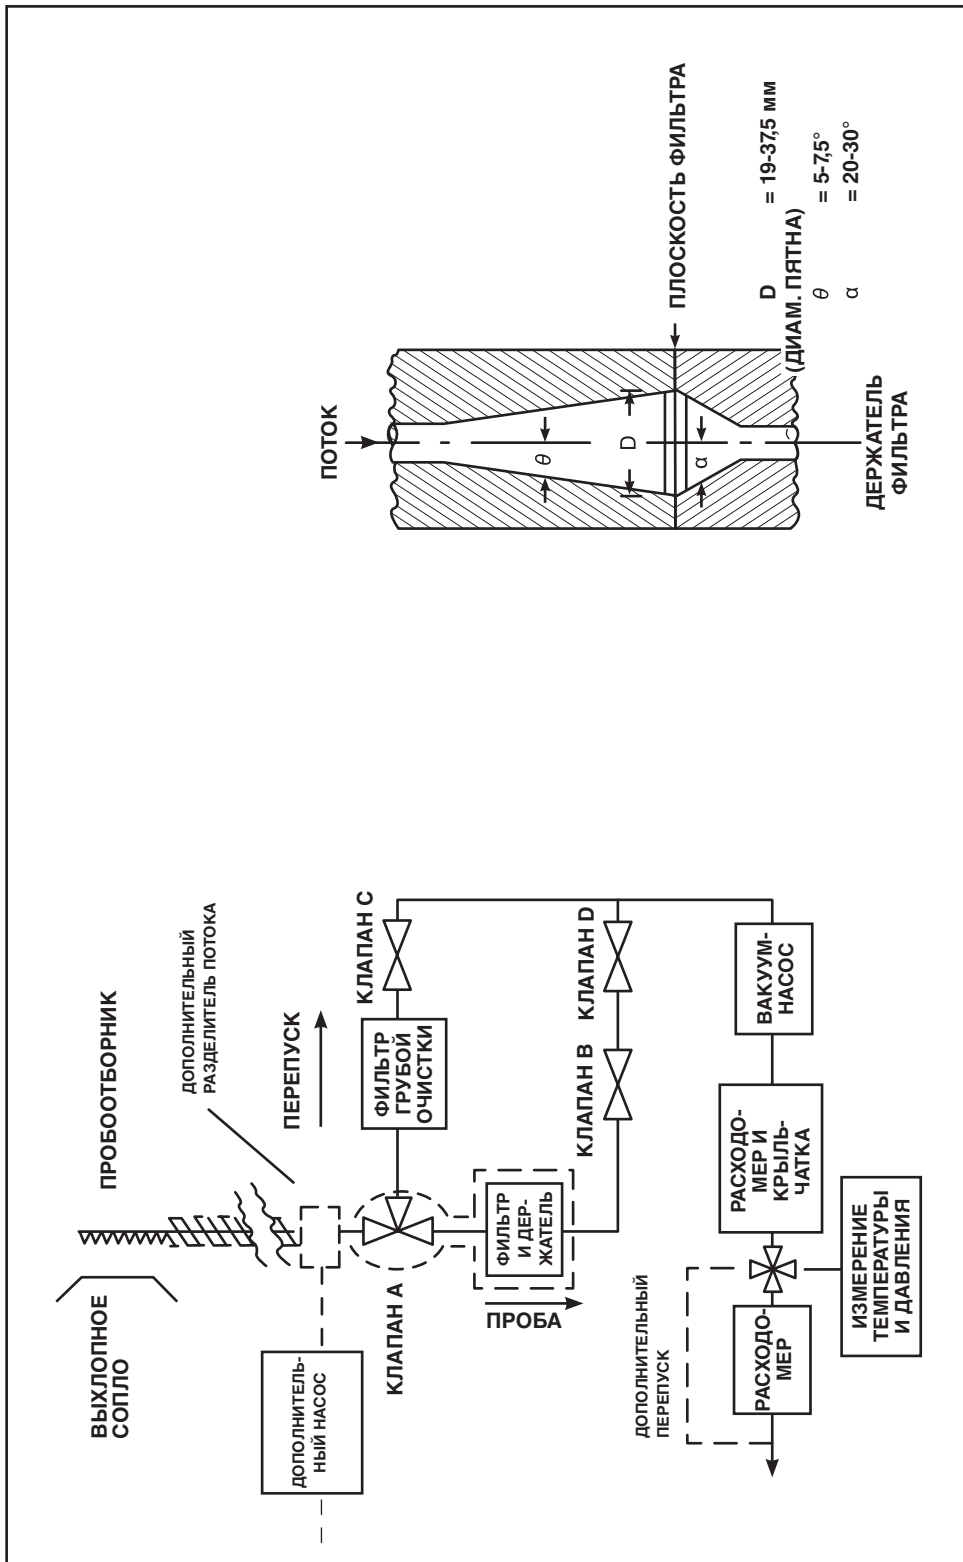 ВЫХЛОПНОЕ
СОПЛО
ПРОБООТБОРНИК
ДОПОЛНИТЕЛЬНЫЙ
РАЗДЕЛИТЕЛЬ ПОТОКА
ДОПОЛНИТЕЛЬ-
НЫЙ НАСОС
ПЕРЕПУСК
КЛАПАН А
ФИЛЬТР
ГРУБОЙ
ОЧИСТКИ
КЛАПАН С
ПРОБА
ФИЛЬТР
И ДЕР-
ЖАТЕЛЬ
КЛАПАН В
КЛАПАН D
ДОПОЛНИТЕЛЬНЫЙ
ПЕРЕПУСК
РАСХОДО-
МЕР
РАСХОДО-
МЕР И
КРЫЛЬ-
ЧАТКА
ВАКУУМ-
НАСОС
ИЗМЕРЕНИЕ
ТЕМПЕРАТУРЫ
И ДАВЛЕНИЯ
ПОТОК
θ
D
α
ПЛОСКОСТЬ ФИЛЬТРА
D = 19-37,5 мм
(ДИАМ. ПЯТНА)
θ = 5-7,5°
α = 20-30°
ДЕРЖАТЕЛЬ
ФИЛЬТРА